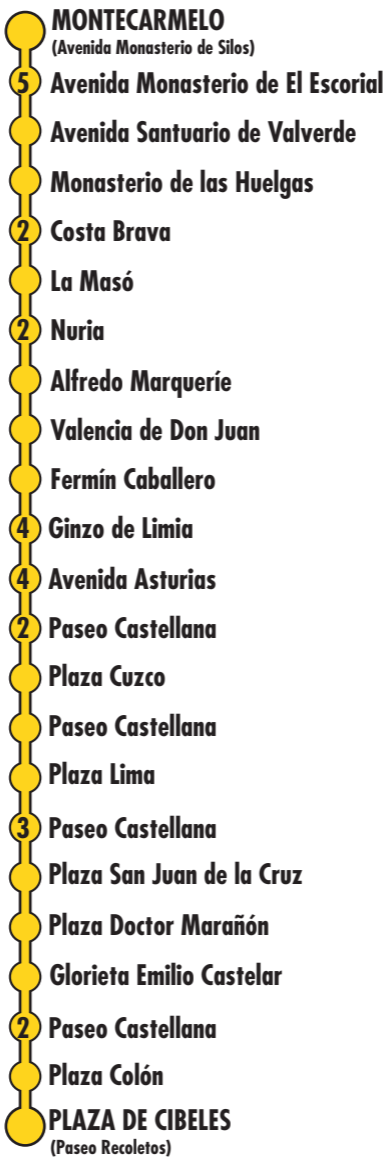 MONTECARMELO
(Avenida Monasterio de Silos)
5 Avenida Monasterio de El Escorial
Avenida Santuario de Valverde
Monasterio de las Huelgas
2 Costa Brava
La Masó
2 Nuria
Alfredo Marqueríe
Valencia de Don Juan
Fermín Caballero
4 Ginzo de Limia
4 Avenida Asturias
2 Paseo Castellana
Plaza Cuzco
Paseo Castellana
Plaza Lima
3 Paseo Castellana
Plaza San Juan de la Cruz
Plaza Doctor Marañón
Glorieta Emilio Castelar
2 Paseo Castellana
Plaza Colón
PLAZA DE CIBELES
(Paseo Recoletos)